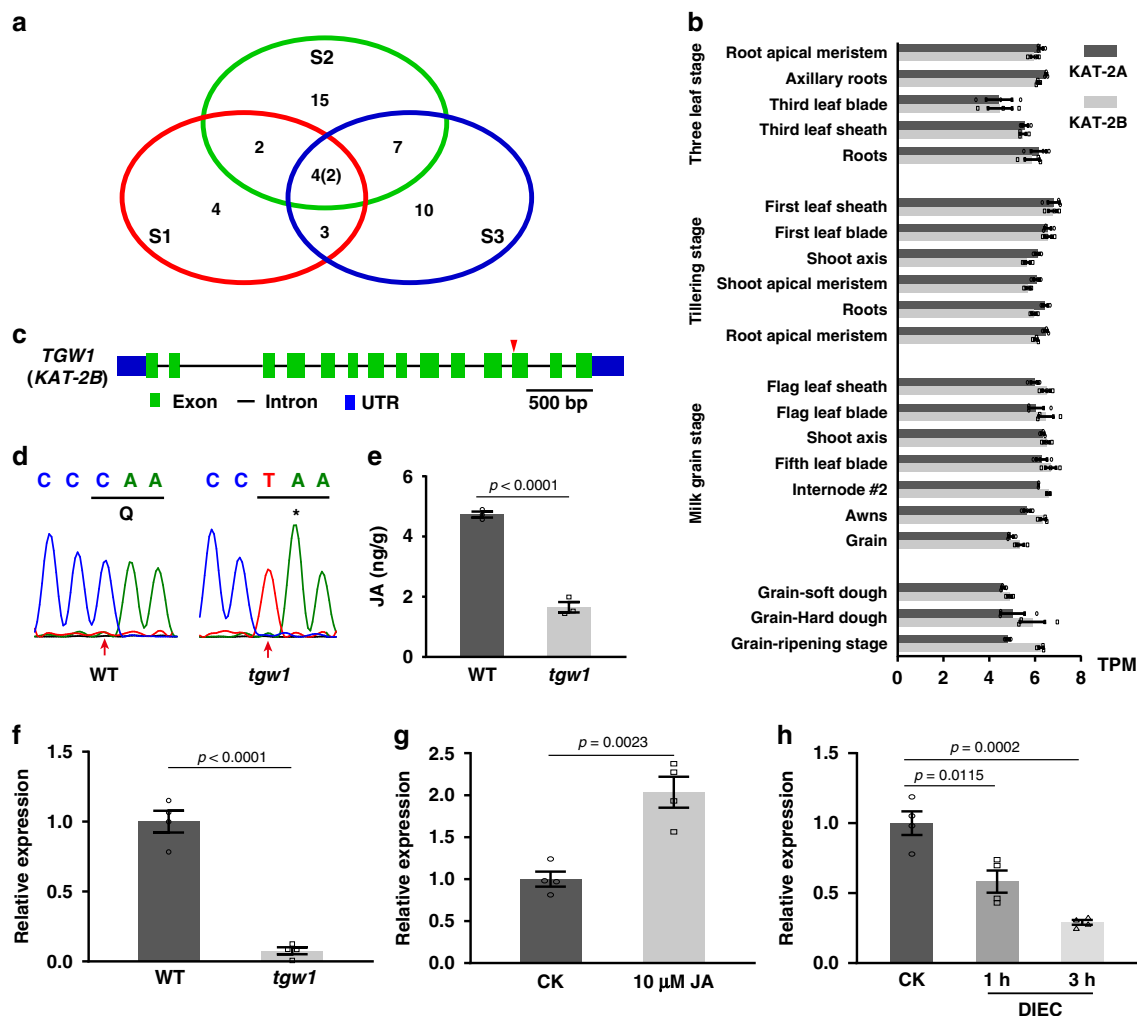 a
S2
15
2
7
4(2)
4
10
S1
3
S3
b
Three leaf stage
Root apical meristem
Axillary roots
Third leaf blade
Third leaf sheath
Roots
Tillering stage
First leaf sheath
First leaf blade
Shoot axis
Shoot apical meristem
Roots
Root apical meristem
Milk grain stage
Flag leaf sheath
Flag leaf blade
Shoot axis
Fifth leaf blade
Internode #2
Awns
Grain
Grain-soft dough
Grain-Hard dough
Grain-ripening stage
0 2 4 6 TPM
KAT-2A
KAT-2B
c
TGW1
(KAT-2B)
Exon Intron UTR
500 bp
d
C C C A A
Q
WT
C C T A A
*
tgw1
e
JA (ng/g)
6
4
2
0
p < 0.0001
WT tgw1
f
Relative expression
1.5
1.0
0.5
0.0
p < 0.0001
WT tgw1
g
Relative expression
2.5
2.0
1.5
1.0
0.5
0.0
p = 0.0023
CK 10 µM JA
h
Relative expression
1.5
1.0
0.5
0.0
p = 0.0002
p = 0.0115
CK 1 h 3 h
DIEC